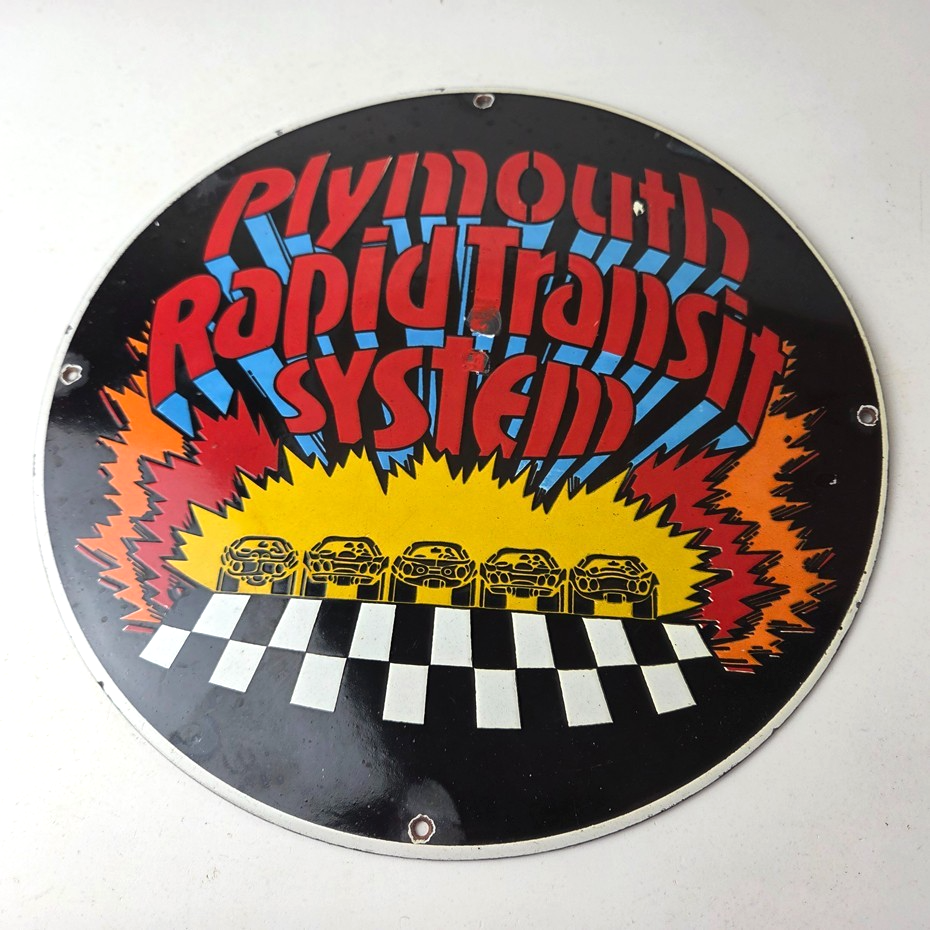 Plymouth
Rapid Transit
system